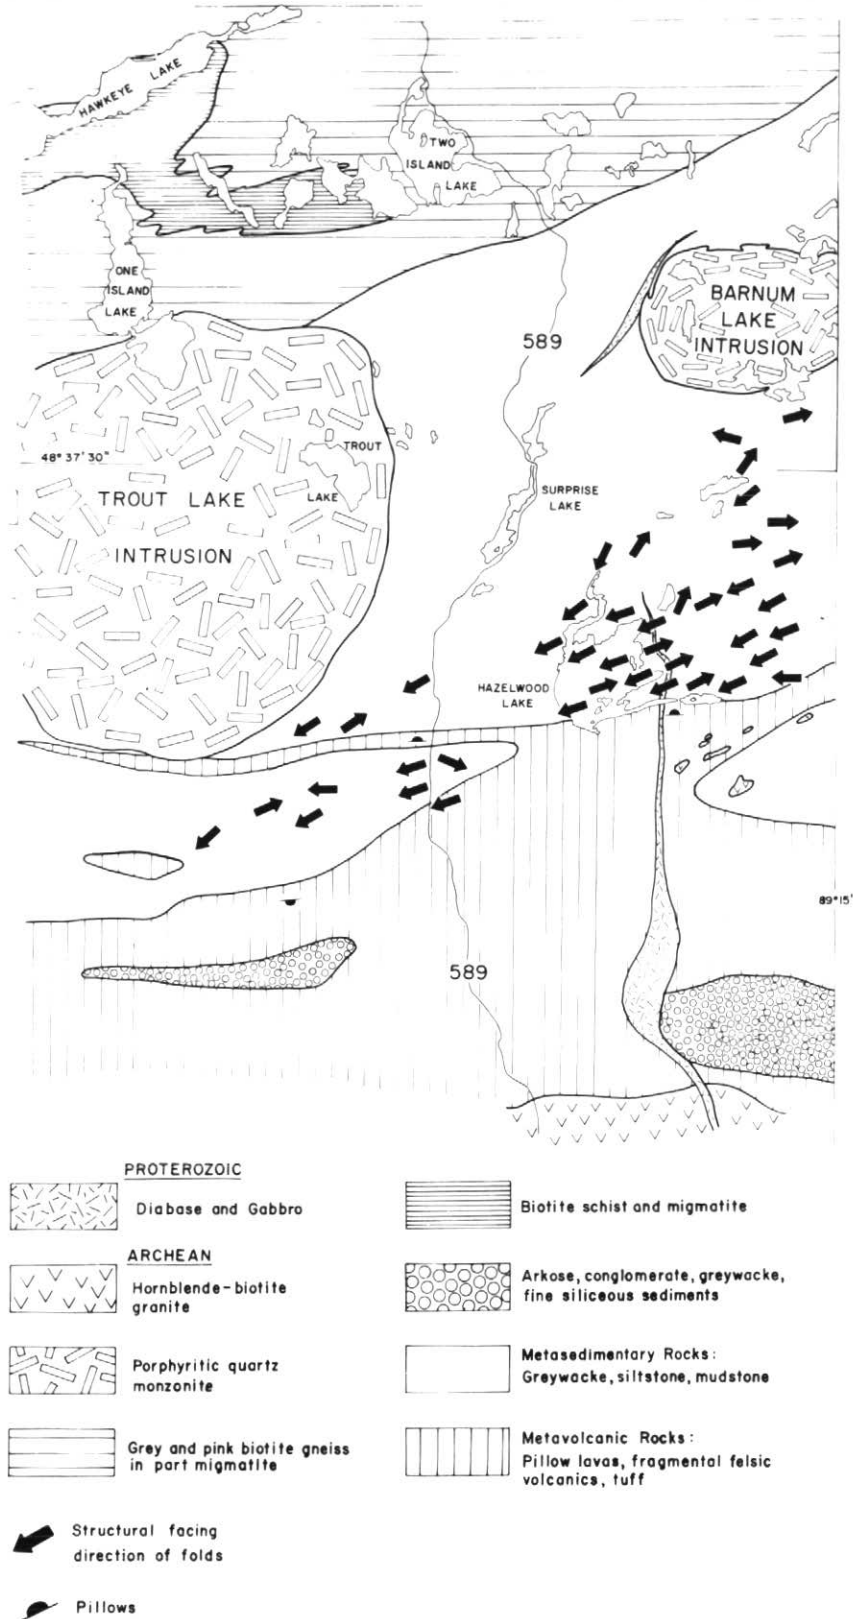 HAWKEYE LAKE
TWO
ISLAND
LAKE
ONE
ISLAND
LAKE
BARNUM
LAKE
INTRUSION
589
TROUT
LAKE
48° 37' 30"
TROUT LAKE
INTRUSION
SURPRISE
LAKE
HAZELWOOD
LAKE
89° 15'
589
PROTEROZOIC
Diabase and Gabbro
ARCHEAN
Hornblende-biotite
granite
Porphyritic quartz
monzonite
Grey and pink biotite gneiss
in part migmatite
Structural facing
direction of folds
Pillows
Biotite schist and migmatite
Arkose, conglomerate, greywacke,
fine siliceous sediments
Metasedimentary Rocks:
Greywacke, siltstone, mudstone
Metavolcanic Rocks:
Pillow lavas, fragmental felsic
volcanics, tuff